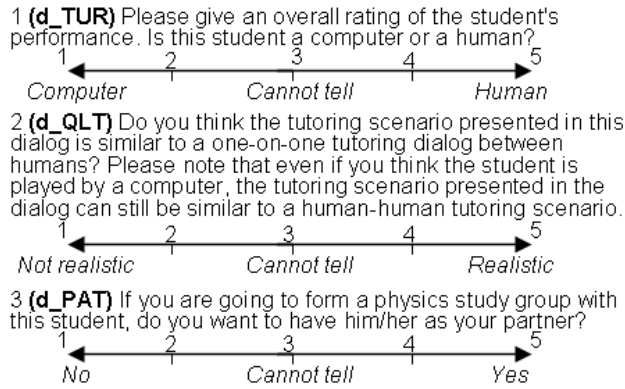 1 (d_TUR) Please give an overall rating of the student's
performance. Is this student a computer or a human?
1 2 3 4 5
Computer Cannot tell Human
2 (d_QLT) Do you think the tutoring scenario presented in this
dialog is similar to a one-on-one tutoring dialog between
humans? Please note that even if you think the student is
played by a computer, the tutoring scenario presented in the
dialog can still be similar to a human-human tutoring scenario.
1 2 3 4 5
Not realistic Cannot tell Realistic
3 (d_PAT) If you are going to form a physics study group with
this student, do you want to have him/her as your partner?
1 2 3 4 5
No Cannot tell Yes